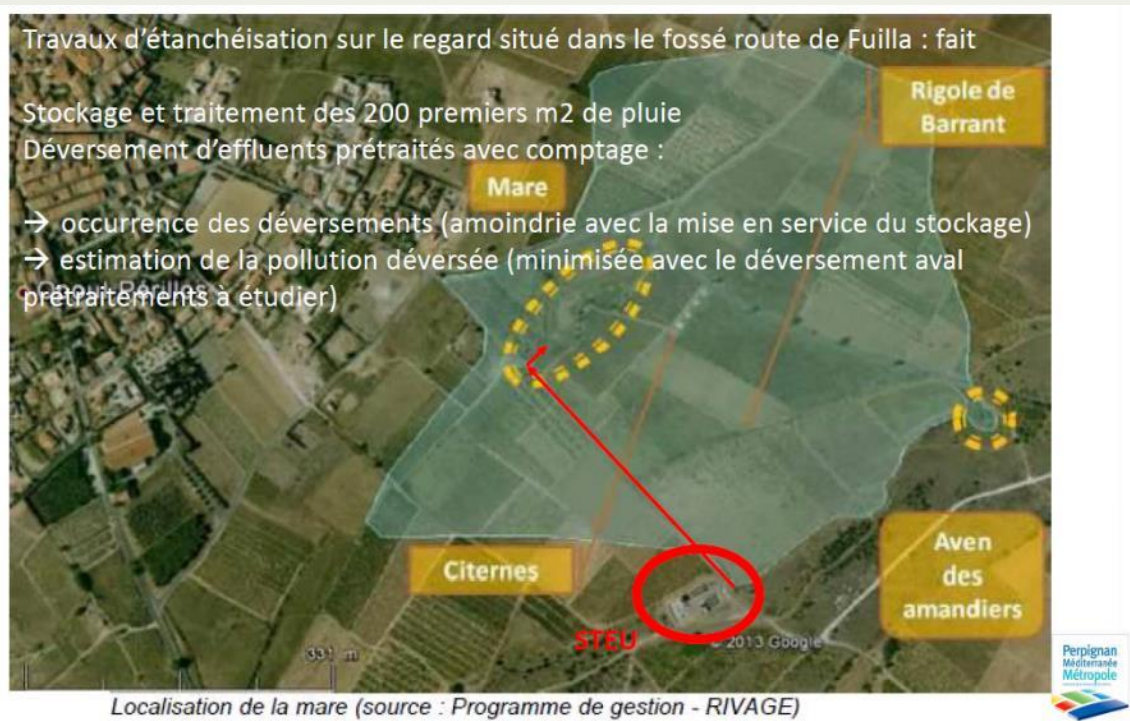 Travaux d'étanchéisation sur le regard situé dans le fossé route de Fuilla : fait
Stockage et traitement des 200 premiers m2 de pluie
Déversement d'effluents prétraités avec comptage :
→ occurrence des déversements (amoindrie avec la mise en service du stockage)
→ estimation de la pollution déversée (minimisée avec le déversement aval
prétraitements à étudier)
Rigole de
Barrant
Mare
Citernes
Aven
des
amandiers
STEU
331 m
© 2013 Google
Perpignan
Méditerranée
Métropole
Localisation de la mare (source : Programme de gestion - RIVAGE)